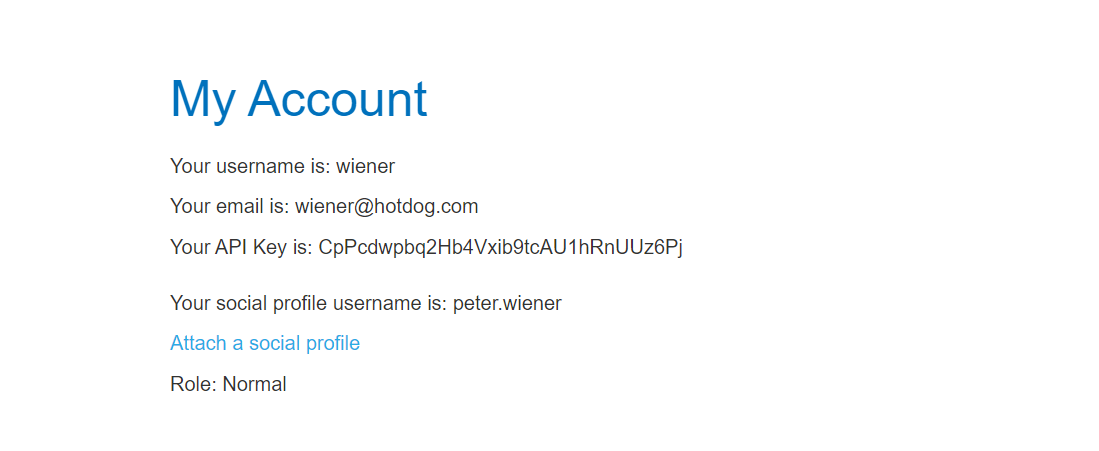 My Account
Your username is: wiener
Your email is: wiener@hotdog.com
Your API Key is: CpPcdwpbq2Hb4Vxib9tcAU1hRnUUz6Pj
Your social profile username is: peter.wiener
Attach a social profile
Role: Normal